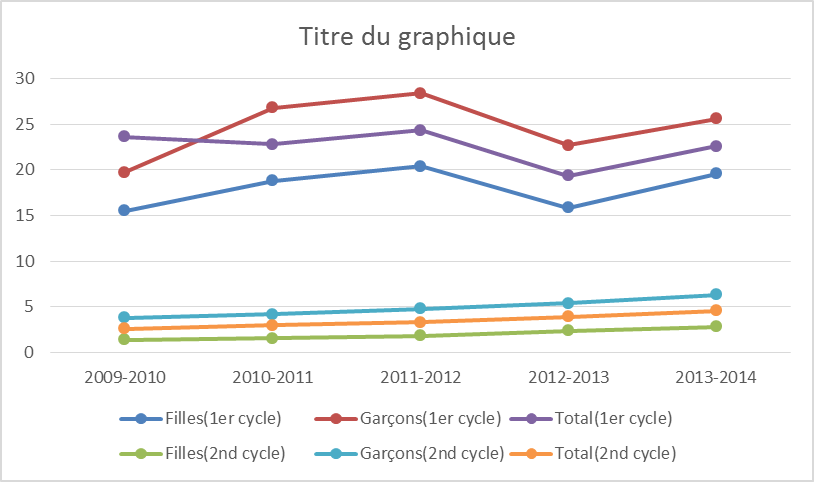 Titre du graphique
30
25
20
15
10
5
0
2009-2010 2010-2011 2011-2012 2012-2013 2013-2014
Filles(1er cycle) Garçons(1er cycle) Total(1er cycle)
Filles(2nd cycle) Garçons(2nd cycle) Total(2nd cycle)